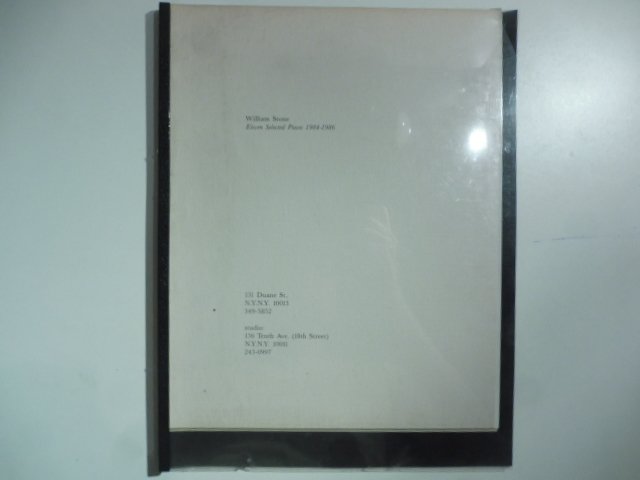 William Stone
Eleven Selected Pieces 1984-1986
131 Duane St.
N.Y.N.Y. 10013
349-5852
studio
136 Tenth Ave. (18th Street)
N.Y.N.Y. 10011
243-0997